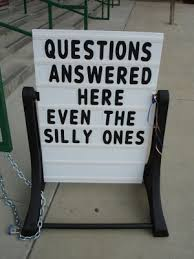 QUESTIONS
ANSWERED
HERE
EVEN THE
SILLY ONES